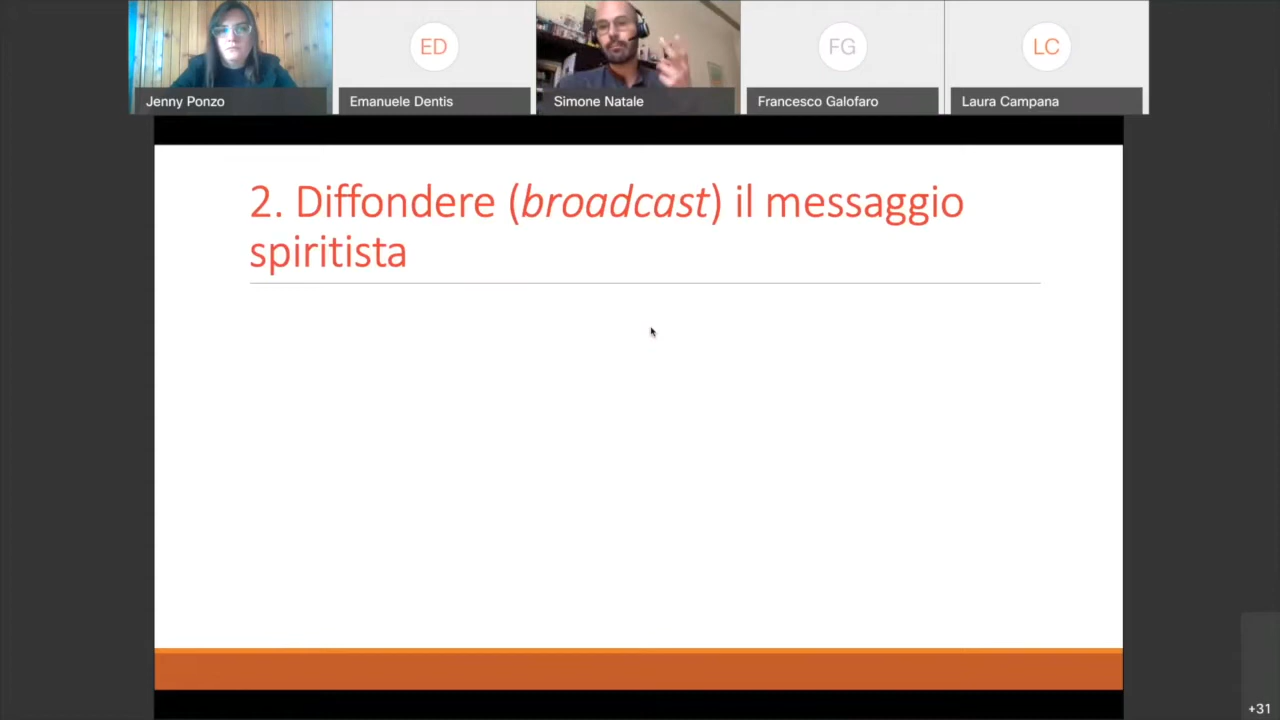 ED
FG
LC
Jenny Ponzo
Emanuele Dentis
Simone Natale
Francesco Galofaro
Laura Campana
2. Diffondere (broadcast) il messaggio
spiritista
+31